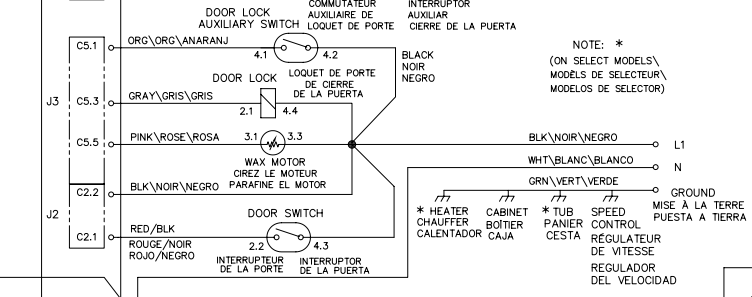 COMMUTATEUR
AUXILIAIRE DE
LOQUET DE PORTE
INTERRUPTOR
AUXILIAR
CIERRE DE LA PUERTA
DOOR LOCK
AUXILIARY SWITCH
C5.1
ORG\ORG\ANARANJ
4.1
4.2
BLACK
NOIR
NEGRO
NOTE: *
(ON SELECT MODELS\
MODÈLS DE SELECTEUR\
MODELOS DE SELECTOR)
DOOR LOCK
LOQUET DE PORTE
DE CIERRE
DE LA PUERTA
J3
C5.3
GRAY\GRIS\GRIS
2.1
4.4
C5.5
PINK\ROSE\ROSA
3.1
3.3
WAX MOTOR
CIREZ LE MOTEUR
PARAFINE EL MOTOR
BLK\NOIR\NEGRO
L1
WHT\BLANC\BLANCO
N
GRN\VERT\VERDE
GROUND
MISE À LA TERRE
PUESTA A TIERRA
C2.2
BLK\NOIR\NEGRO
J2
C2.1
RED/BLK
ROUGE/NOIR
ROJO/NEGRO
DOOR SWITCH
2.2
4.3
INTERRUPTEUR
DE LA PORTE
INTERRUPTOR
DE LA PUERTA
* HEATER
CHAUFFER
CALENTADOR
CABINET
BOÎTIER
CAJA
* TUB
PANIER
CESTA
SPEED
CONTROL
RÉGULATEUR
DE VITESSE
REGULADOR
DEL VELOCIDAD